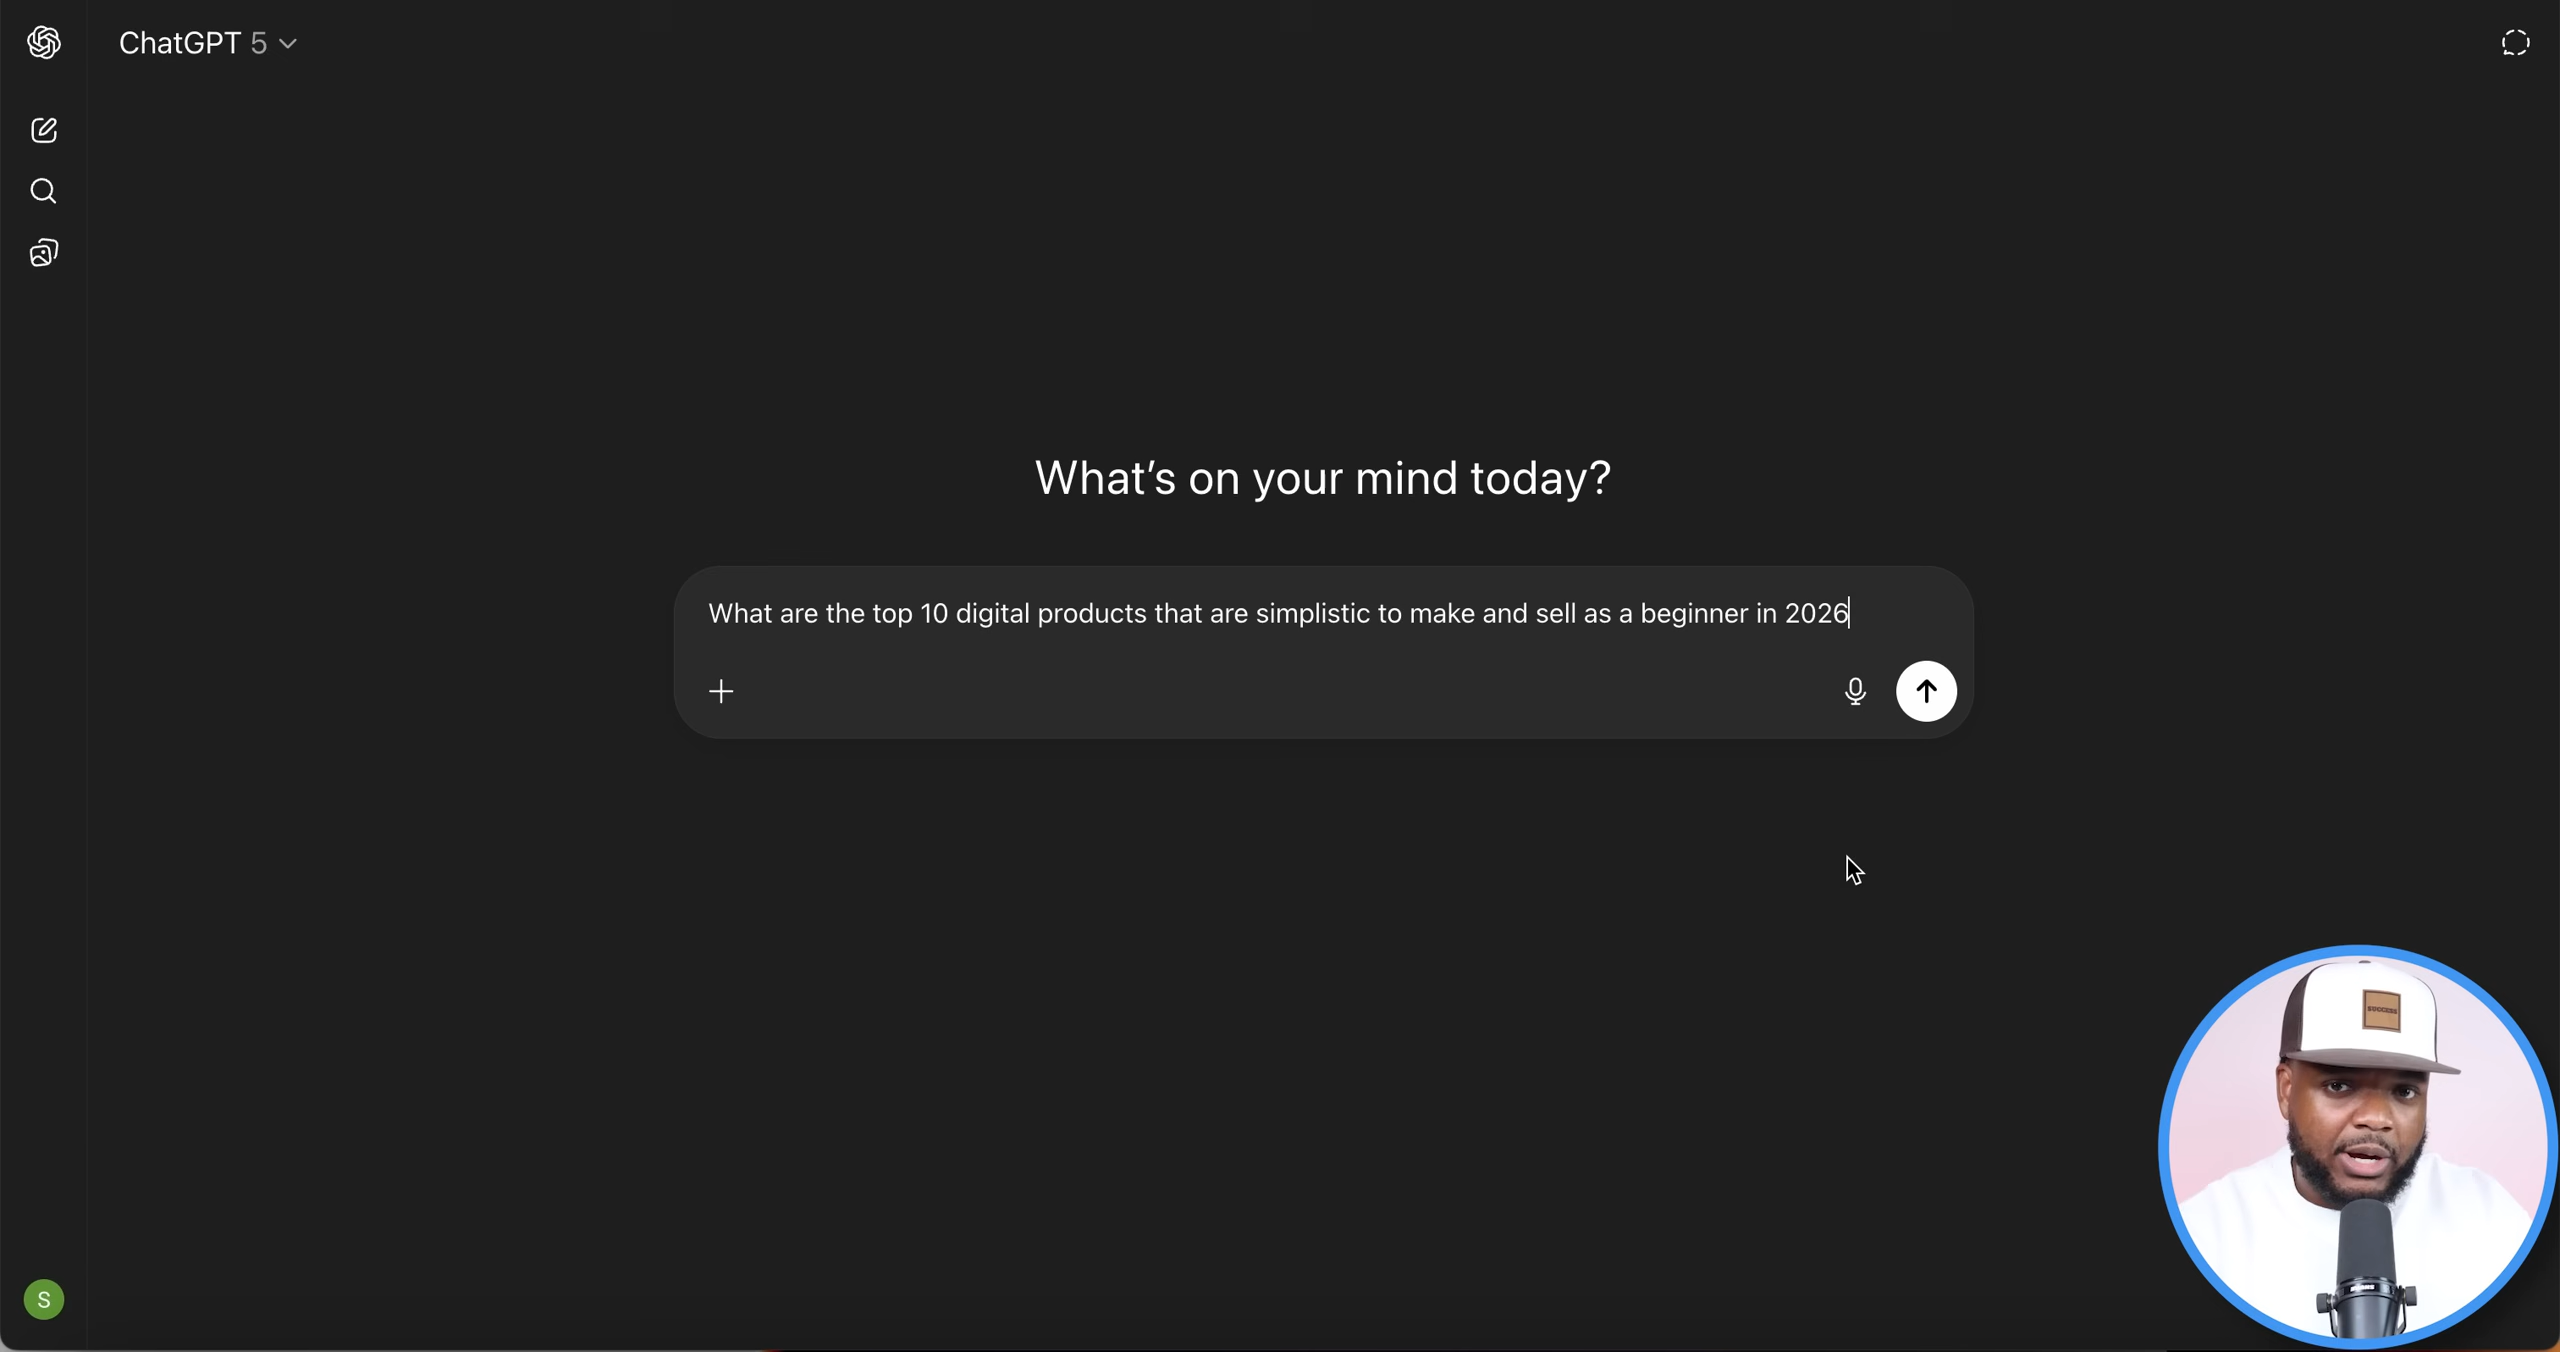 ChatGPT 5
What's on your mind today?
What are the top 10 digital products that are simplistic to make and sell as a beginner in 2026
SUCCESS
S